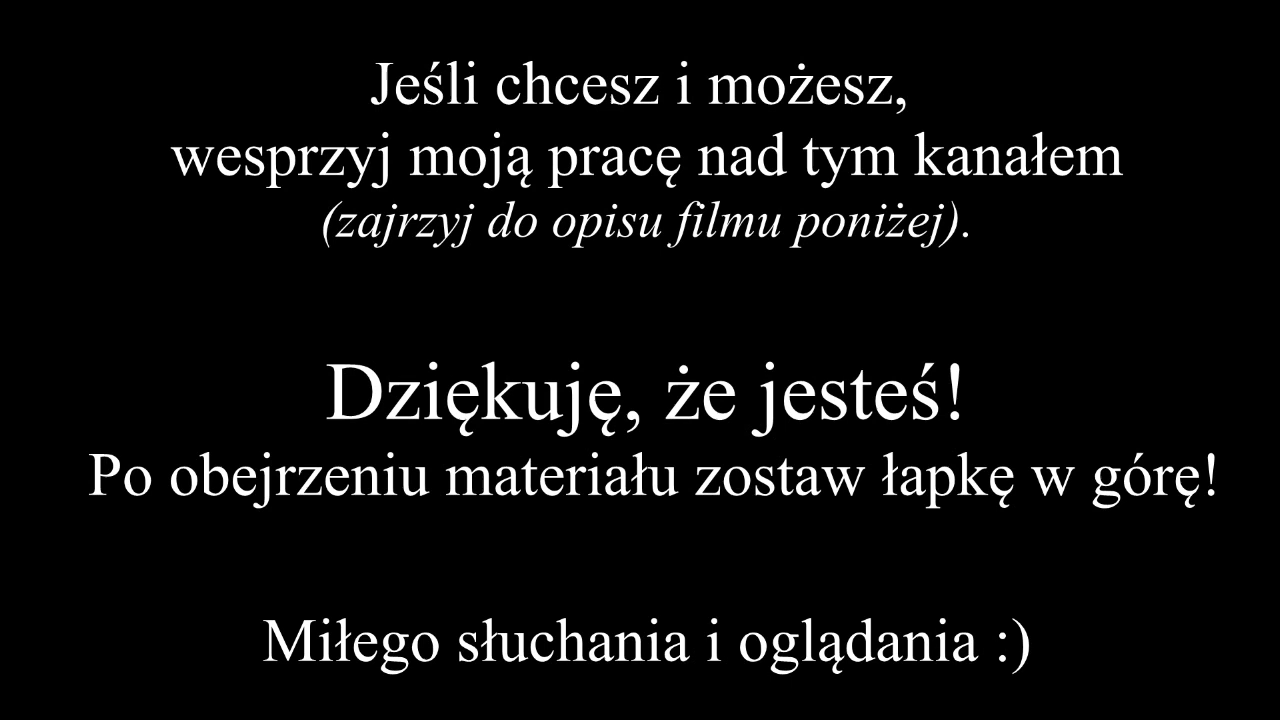 Jeśli chcesz i możesz,
wesprzyj moją pracę nad tym kanałem
(zajrzyj do opisu filmu poniżej).
Dziękuję, że jesteś!
Po obejrzeniu materiału zostaw łapkę w górę!
Miłego słuchania i oglądania :)